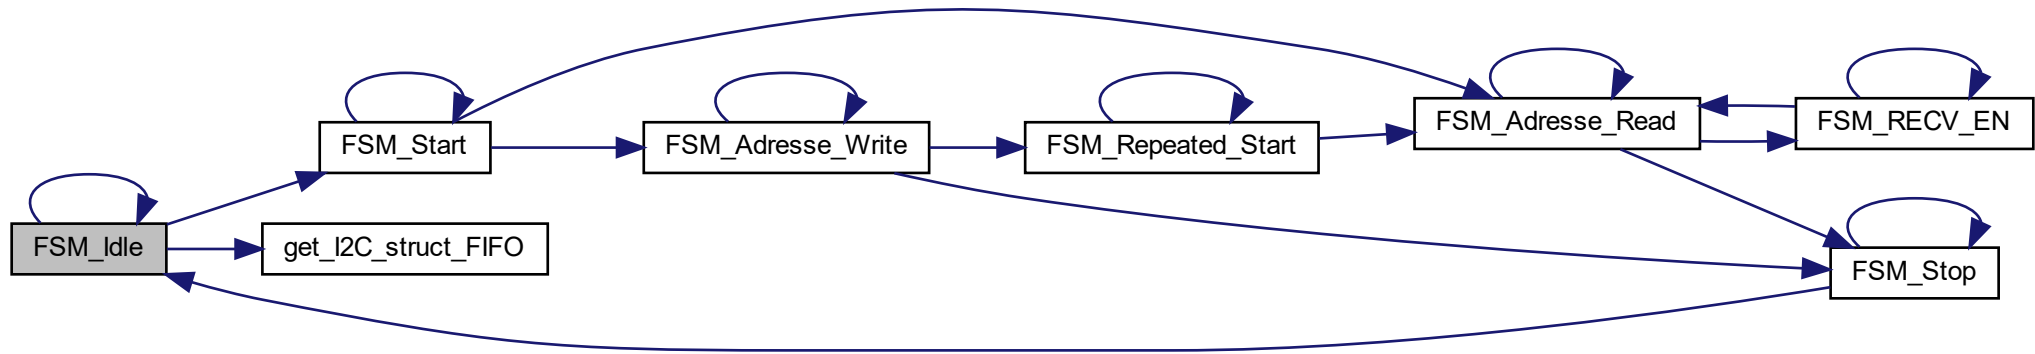 FSM_Idle
get_I2C_struct_FIFO
FSM_Start
FSM_Adresse_Write
FSM_Repeated_Start
FSM_Adresse_Read
FSM_RECV_EN
FSM_Stop